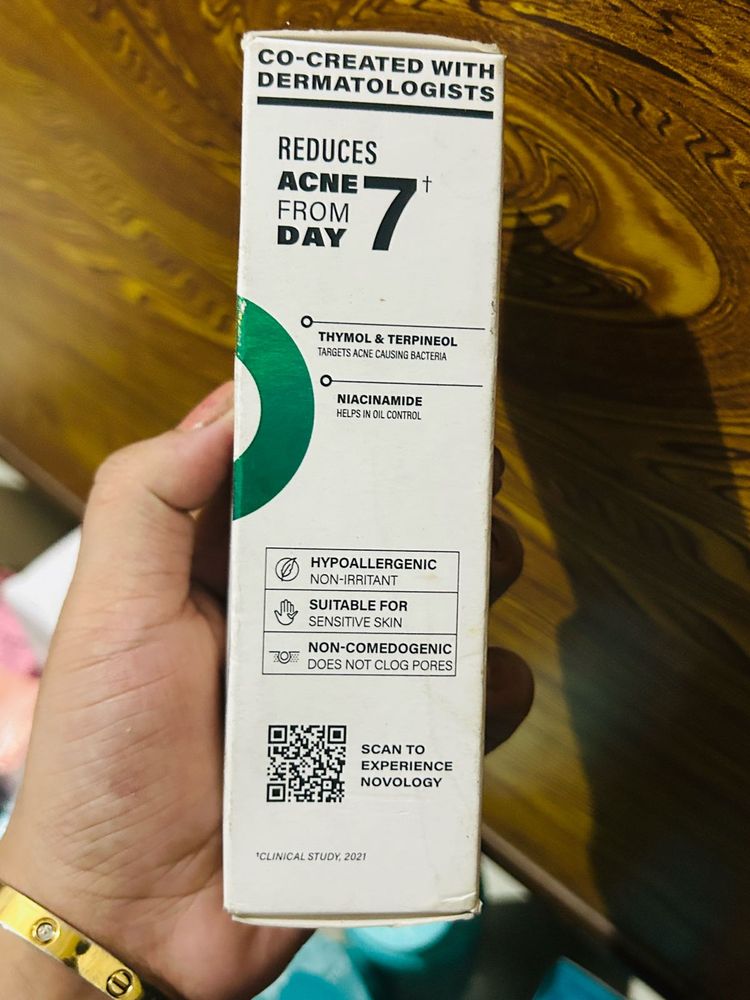 CO-CREATED WITH
DERMATOLOGISTS
REDUCES
ACNE
FROM
DAY
7†
THYMOL & TERPINEOL
TARGETS ACNE CAUSING BACTERIA
NIACINAMIDE
HELPS IN OIL CONTROL
HYPOALLERGENIC
NON-IRRITANT
SUITABLE FOR
SENSITIVE SKIN
NON-COMEDOGENIC
DOES NOT CLOG PORES
SCAN TO
EXPERIENCE
NOVOLOGY
†CLINICAL STUDY, 2021